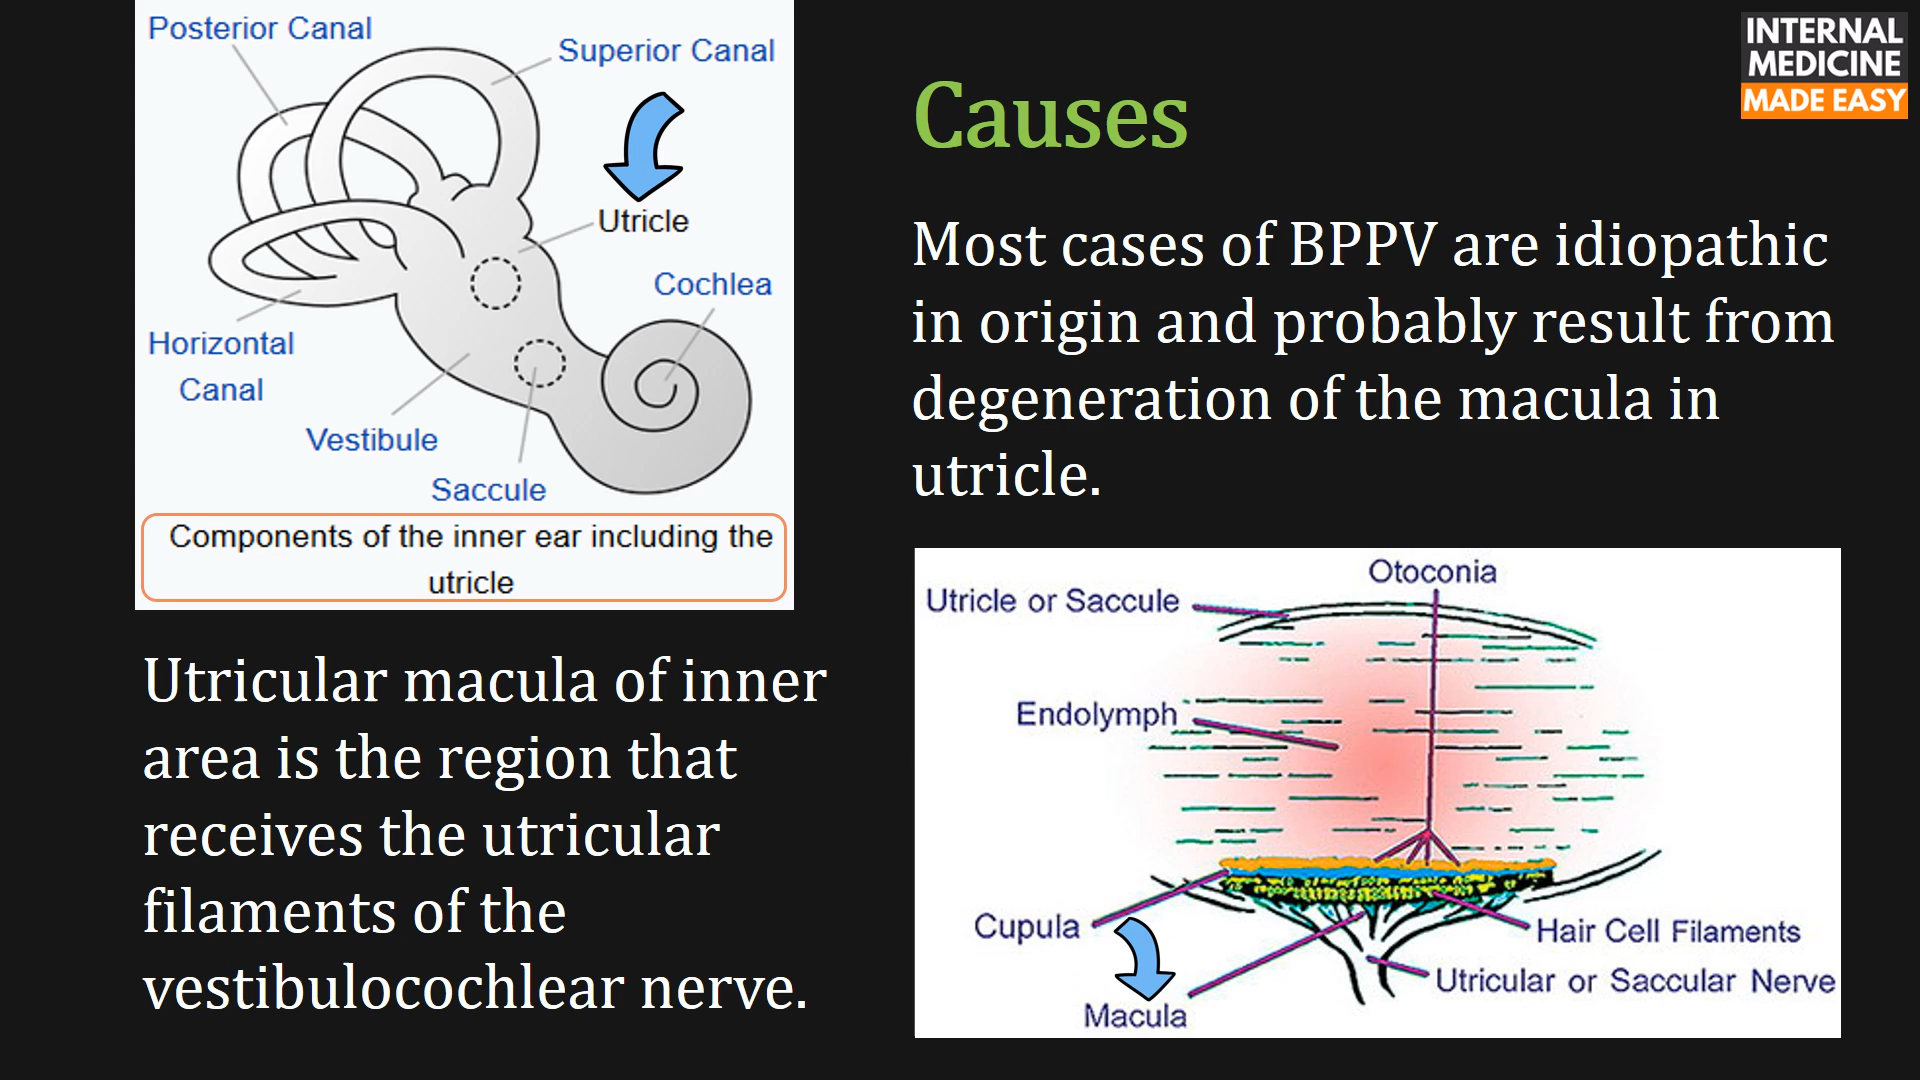 Posterior Canal
Superior Canal
Utricle
Cochlea
Horizontal
Canal
Vestibule
Saccule
Components of the inner ear including the
utricle
Utricular macula of inner
area is the region that
receives the utricular
filaments of the
vestibulocochlear nerve.
INTERNAL
MEDICINE
MADE EASY
Causes
Most cases of BPPV are idiopathic
in origin and probably result from
degeneration of the macula in
utricle.
Otoconia
Utricle or Saccule
Endolymph
Cupula
Hair Cell Filaments
Utricular or Saccular Nerve
Macula